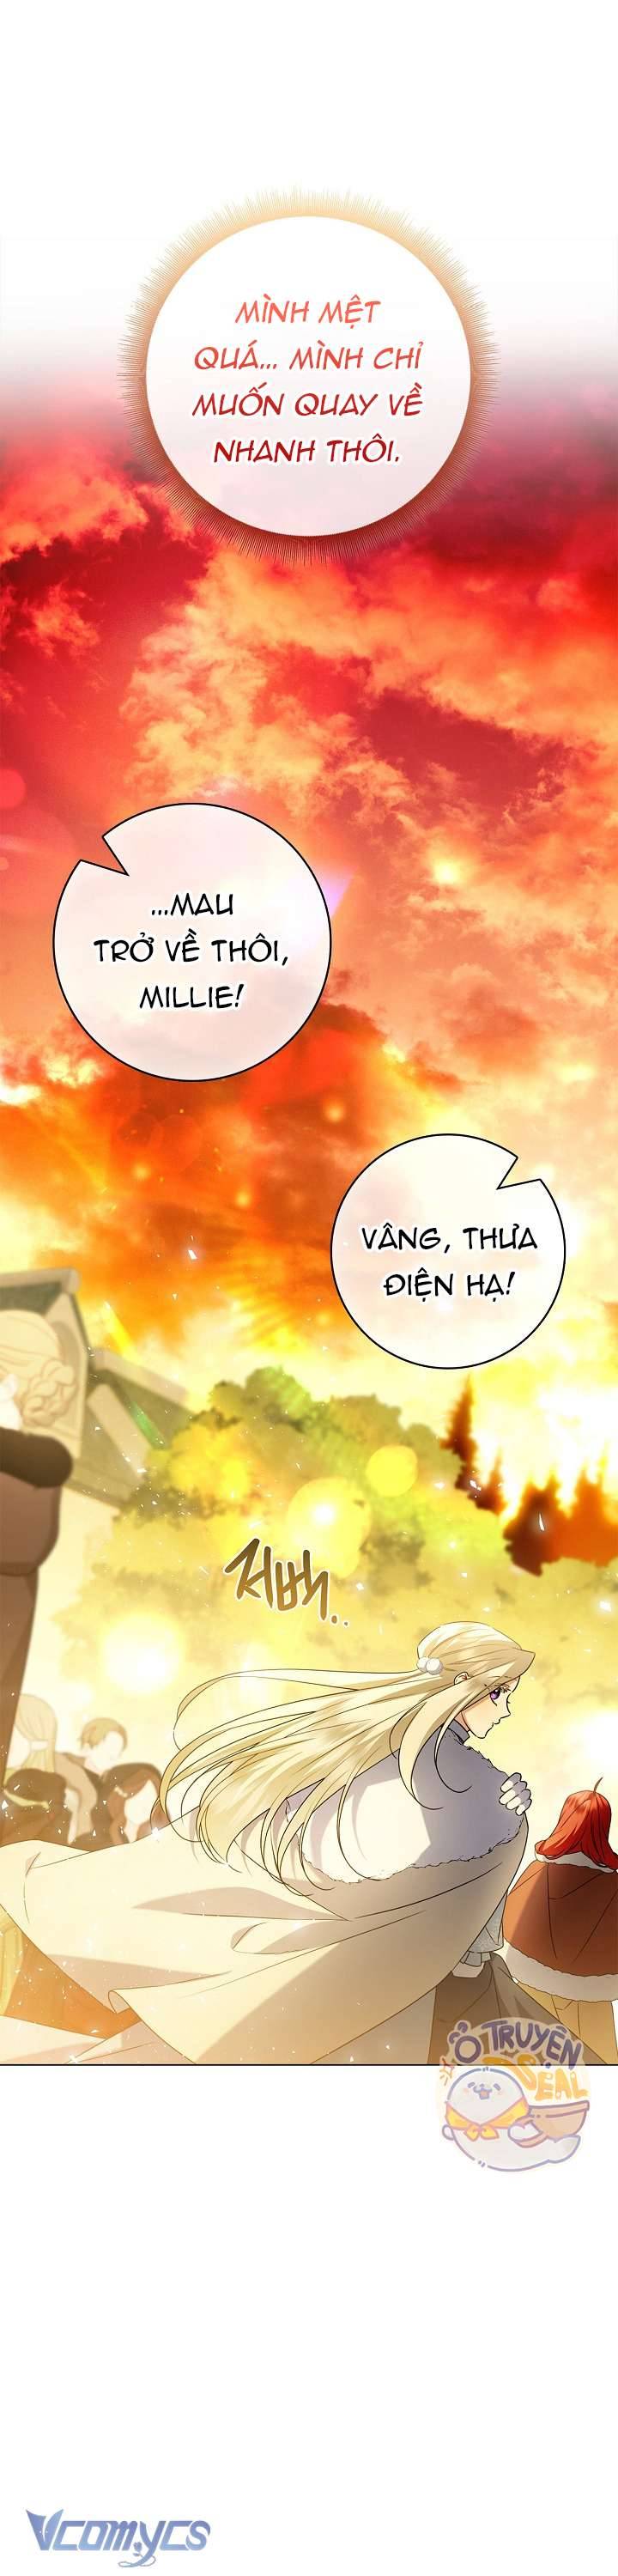 MÌNH MỆT
QUÁ... MÌNH CHỈ
MUỐN QUAY VỀ
NHANH THÔI.
...MAU
TRỞ VỀ THÔI,
MILLIE!
VÂNG, THƯA
ĐIỆN HẠ!
Ổ TRUYỆN
SEAL
VCOMYCS